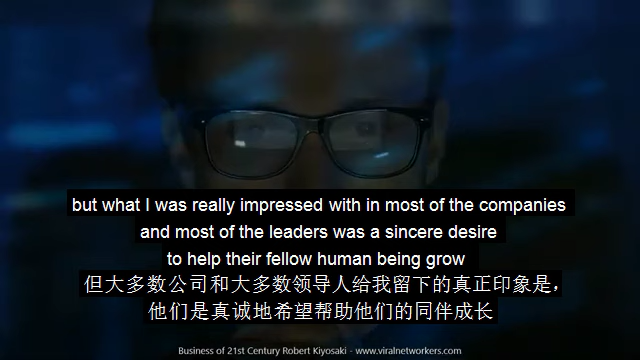 but what I was really impressed with in most of the companies
and most of the leaders was a sincere desire
to help their fellow human being grow
但大多数公司和大多数领导人给我留下的真正印象是，
他们是真诚地希望帮助他们的同伴成长
Business of 21st Century Robert Kiyosaki - www.viralnetworkers.com